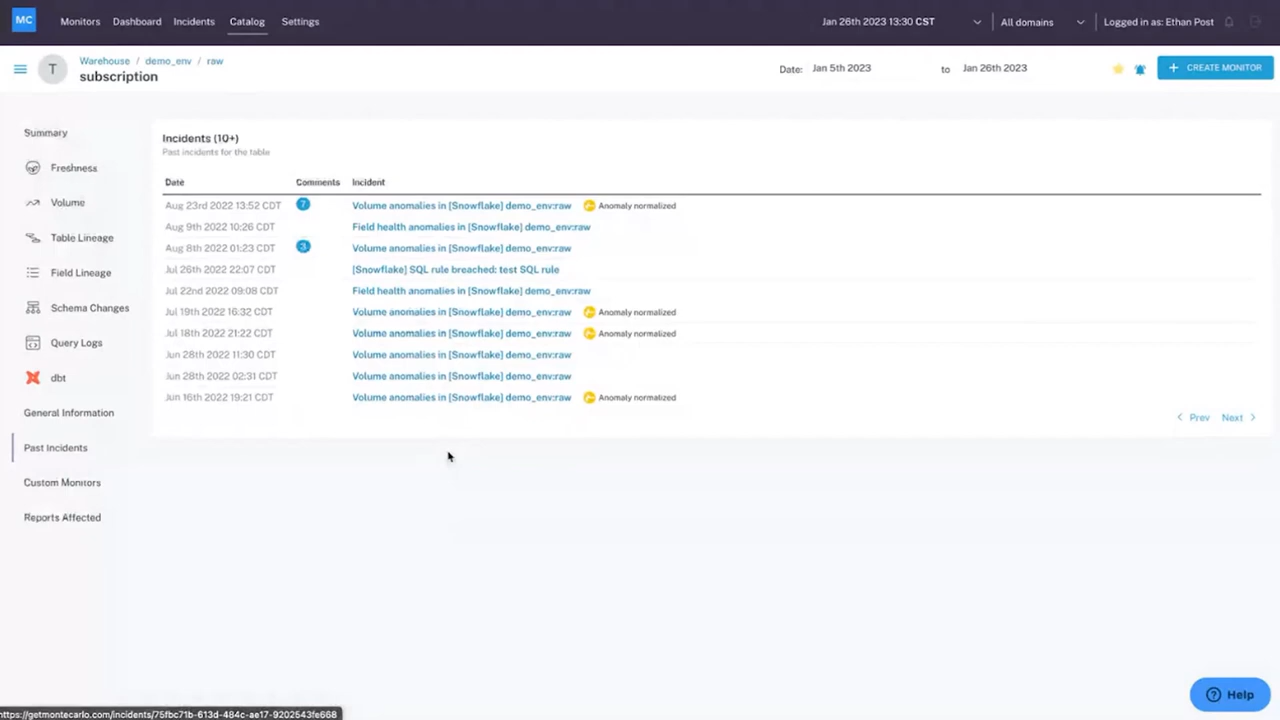 MC Monitors Dashboard Incidents Catalog Settings Jan 26th 2023 13:30 CST All domains Logged in as: Ethan Post
T Warehouse / demo_env / raw
subscription
Date: Jan 5th 2023 to Jan 26th 2023 + CREATE MONITOR
Summary
Freshness
Volume
Table Lineage
Field Lineage
Schema Changes
Query Logs
dbt
General Information
Past Incidents
Custom Monitors
Reports Affected
Incidents (10+)
Past incidents for the table
Date Comments Incident
Aug 23rd 2022 13:52 CDT 7 Volume anomalies in [Snowflake] demo_env:raw Anomaly normalized
Aug 9th 2022 10:26 CDT Field health anomalies in [Snowflake] demo_env:raw
Aug 8th 2022 01:23 CDT 3 Volume anomalies in [Snowflake] demo_env:raw
Jul 26th 2022 22:07 CDT [Snowflake] SQL rule breached: test SQL rule
Jul 22nd 2022 09:08 CDT Field health anomalies in [Snowflake] demo_env:raw
Jul 19th 2022 16:32 CDT Volume anomalies in [Snowflake] demo_env:raw Anomaly normalized
Jul 18th 2022 21:22 CDT Volume anomalies in [Snowflake] demo_env:raw Anomaly normalized
Jun 28th 2022 11:30 CDT Volume anomalies in [Snowflake] demo_env:raw
Jun 28th 2022 02:31 CDT Volume anomalies in [Snowflake] demo_env:raw
Jun 16th 2022 19:21 CDT Volume anomalies in [Snowflake] demo_env:raw Anomaly normalized
Prev Next
Help
https://getmontecarlo.com/incidents/75fbc71b-613d-484c-ae17-9202543fe668